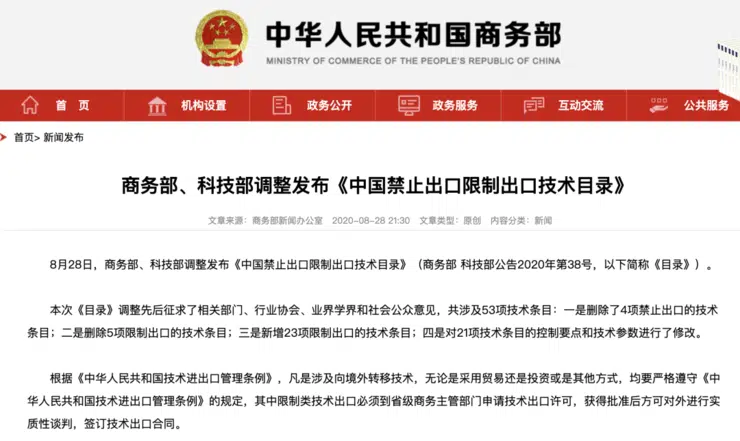 中华人民共和国商务部
MINISTRY OF COMMERCE OF THE PEOPLE'S REPUBLIC OF CHINA
首 页 机构设置 政务公开 政务服务 互动交流 公共服务
首页> 新闻发布
商务部、科技部调整发布《中国禁止出口限制出口技术目录》
文章来源：商务部新闻办公室 2020-08-28 21:30 文章类型：原创 内容分类：新闻
8月28日，商务部、科技部调整发布《中国禁止出口限制出口技术目录》（商务部 科技部公告2020年第38号，以下简称《目录》）。
本次《目录》调整先后征求了相关部门、行业协会、业界学界和社会公众意见，共涉及53项技术条目：一是删除了4项禁止出口的技术
条目；二是删除5项限制出口的技术条目；三是新增23项限制出口的技术条目；四是对21项技术条目的控制要点和技术参数进行了修改。
根据《中华人民共和国技术进出口管理条例》，凡是涉及向境外转移技术，无论是采用贸易还是投资或是其他方式，均要严格遵守《中
华人民共和国技术进出口管理条例》的规定，其中限制类技术出口必须到省级商务主管部门申请技术出口许可，获得批准后方可对外进行实
质性谈判，签订技术出口合同。